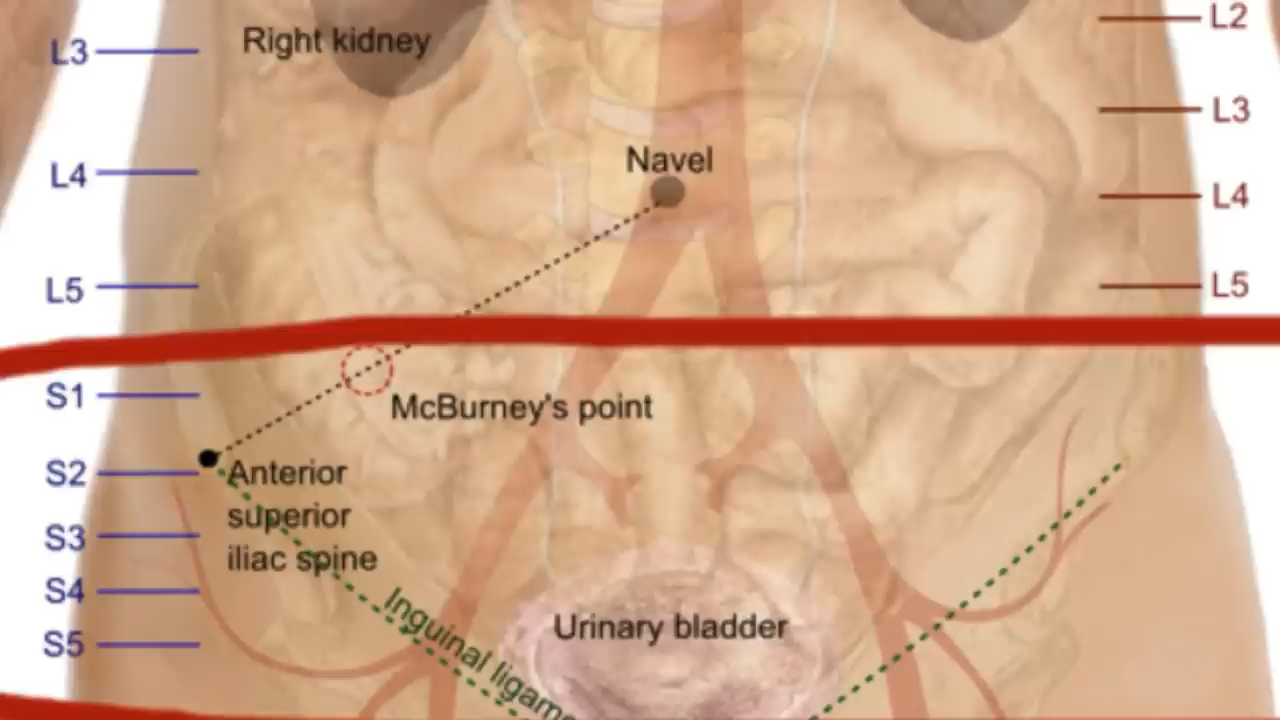 L2
L3
Right kidney
L3
L4
Navel
L4
L5
L5
S1
McBurney's point
S2
Anterior
superior
iliac spine
S3
S4
Inguinal
S5
Urinary bladder